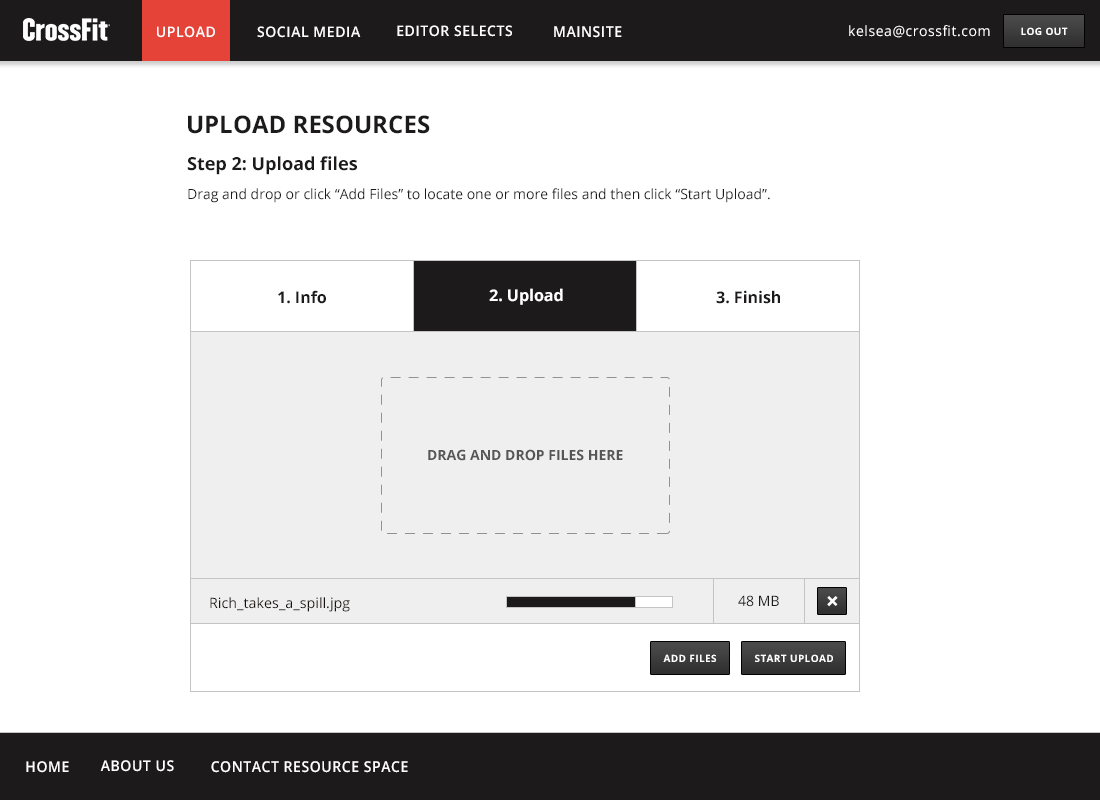 CrossFit
UPLOAD
SOCIAL MEDIA
EDITOR SELECTS
MAINSITE
kelsea@crossfit.com
LOG OUT
UPLOAD RESOURCES
Step 2: Upload files
Drag and drop or click “Add Files” to locate one or more files and then click “Start Upload”.
1. Info
2. Upload
3. Finish
DRAG AND DROP FILES HERE
Rich_takes_a_spill.jpg
48 MB
ADD FILES
START UPLOAD
HOME
ABOUT US
CONTACT RESOURCE SPACE